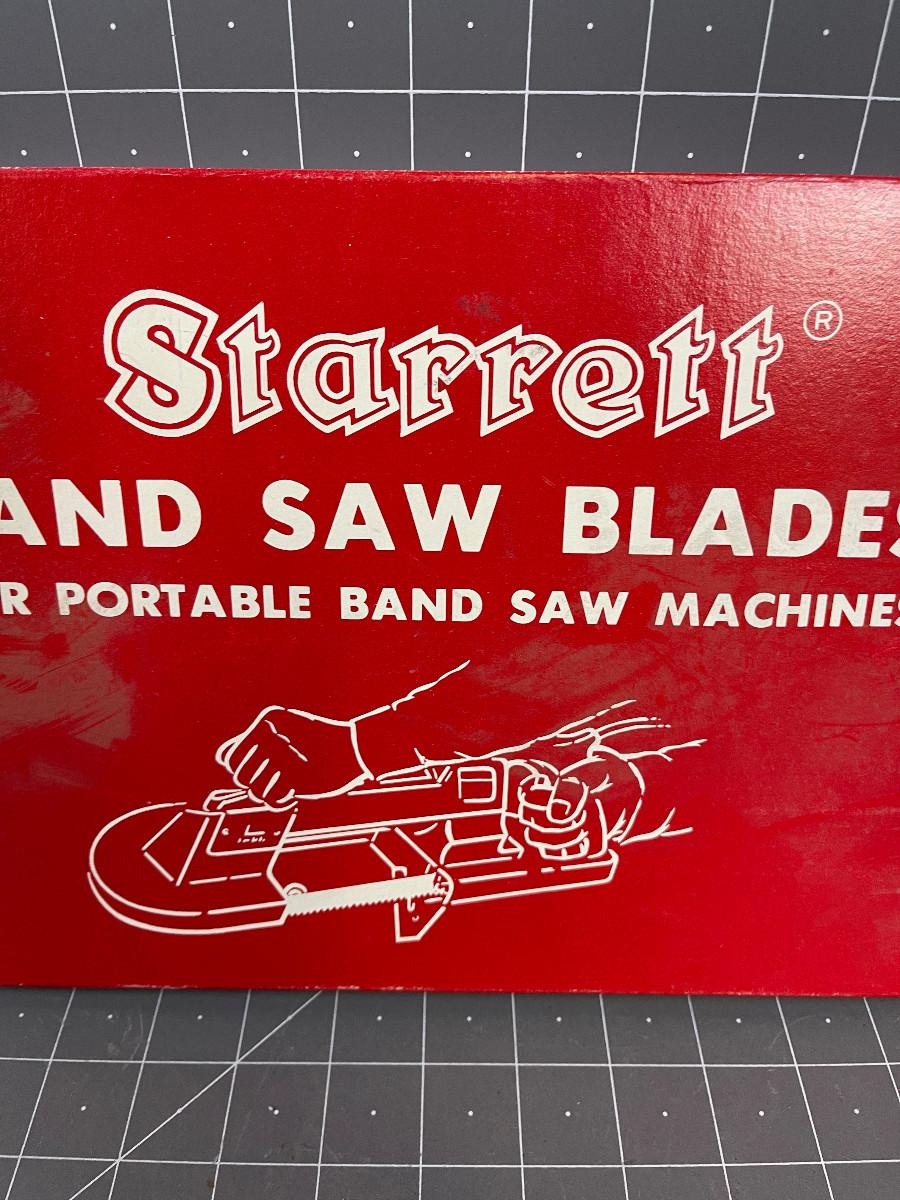 Starrett®
AND SAW BLADES
R PORTABLE BAND SAW MACHINES